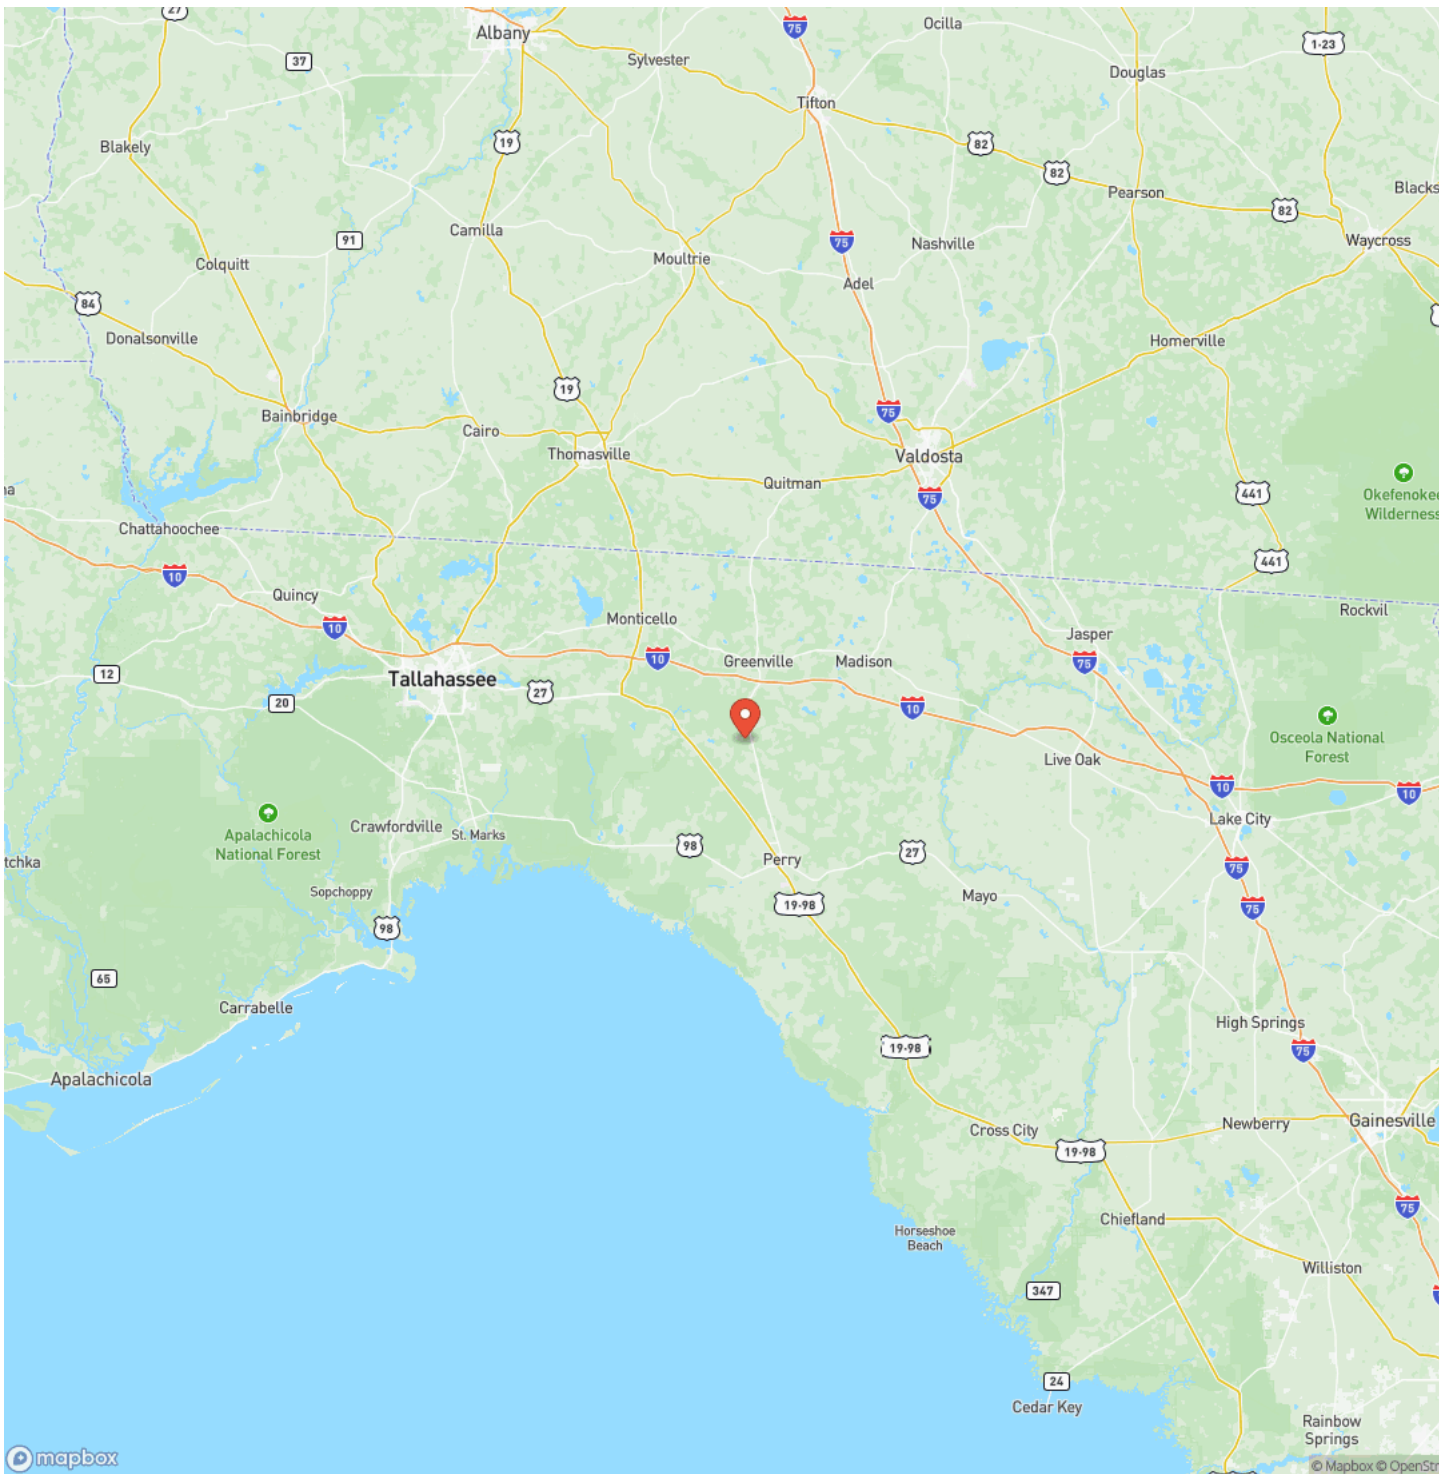 27
Albany
75
Ocilla
1-23
37
Sylvester
Douglas
Tifton
19
82
Blakely
82
Pearson
Blacks
82
Camilla
91
75
Nashville
Waycross
Moultrie
Colquitt
Adel
84
Donalsonville
Homerville
19
75
Bainbridge
Cairo
Thomasville
Valdosta
Quitman
75
441
Okefenokee
Wilderness
na
Chattahoochee
441
10
Quincy
Rockvil
10
Monticello
Jasper
10
Greenville
Madison
75
12
Tallahassee
27
20
10
Osceola National
Forest
Live Oak
10
10
Apalachicola
National Forest
Crawfordville
St. Marks
Lake City
98
27
tchka
Perry
75
Sopchoppy
Mayo
19-98
75
98
65
Carrabelle
High Springs
19-98
75
Apalachicola
Cross City
Newberry
Gainesville
19-98
75
Chiefland
Horseshoe
Beach
Williston
347
24
Cedar Key
Rainbow
Springs
mapbox
© Mapbox © OpenStr